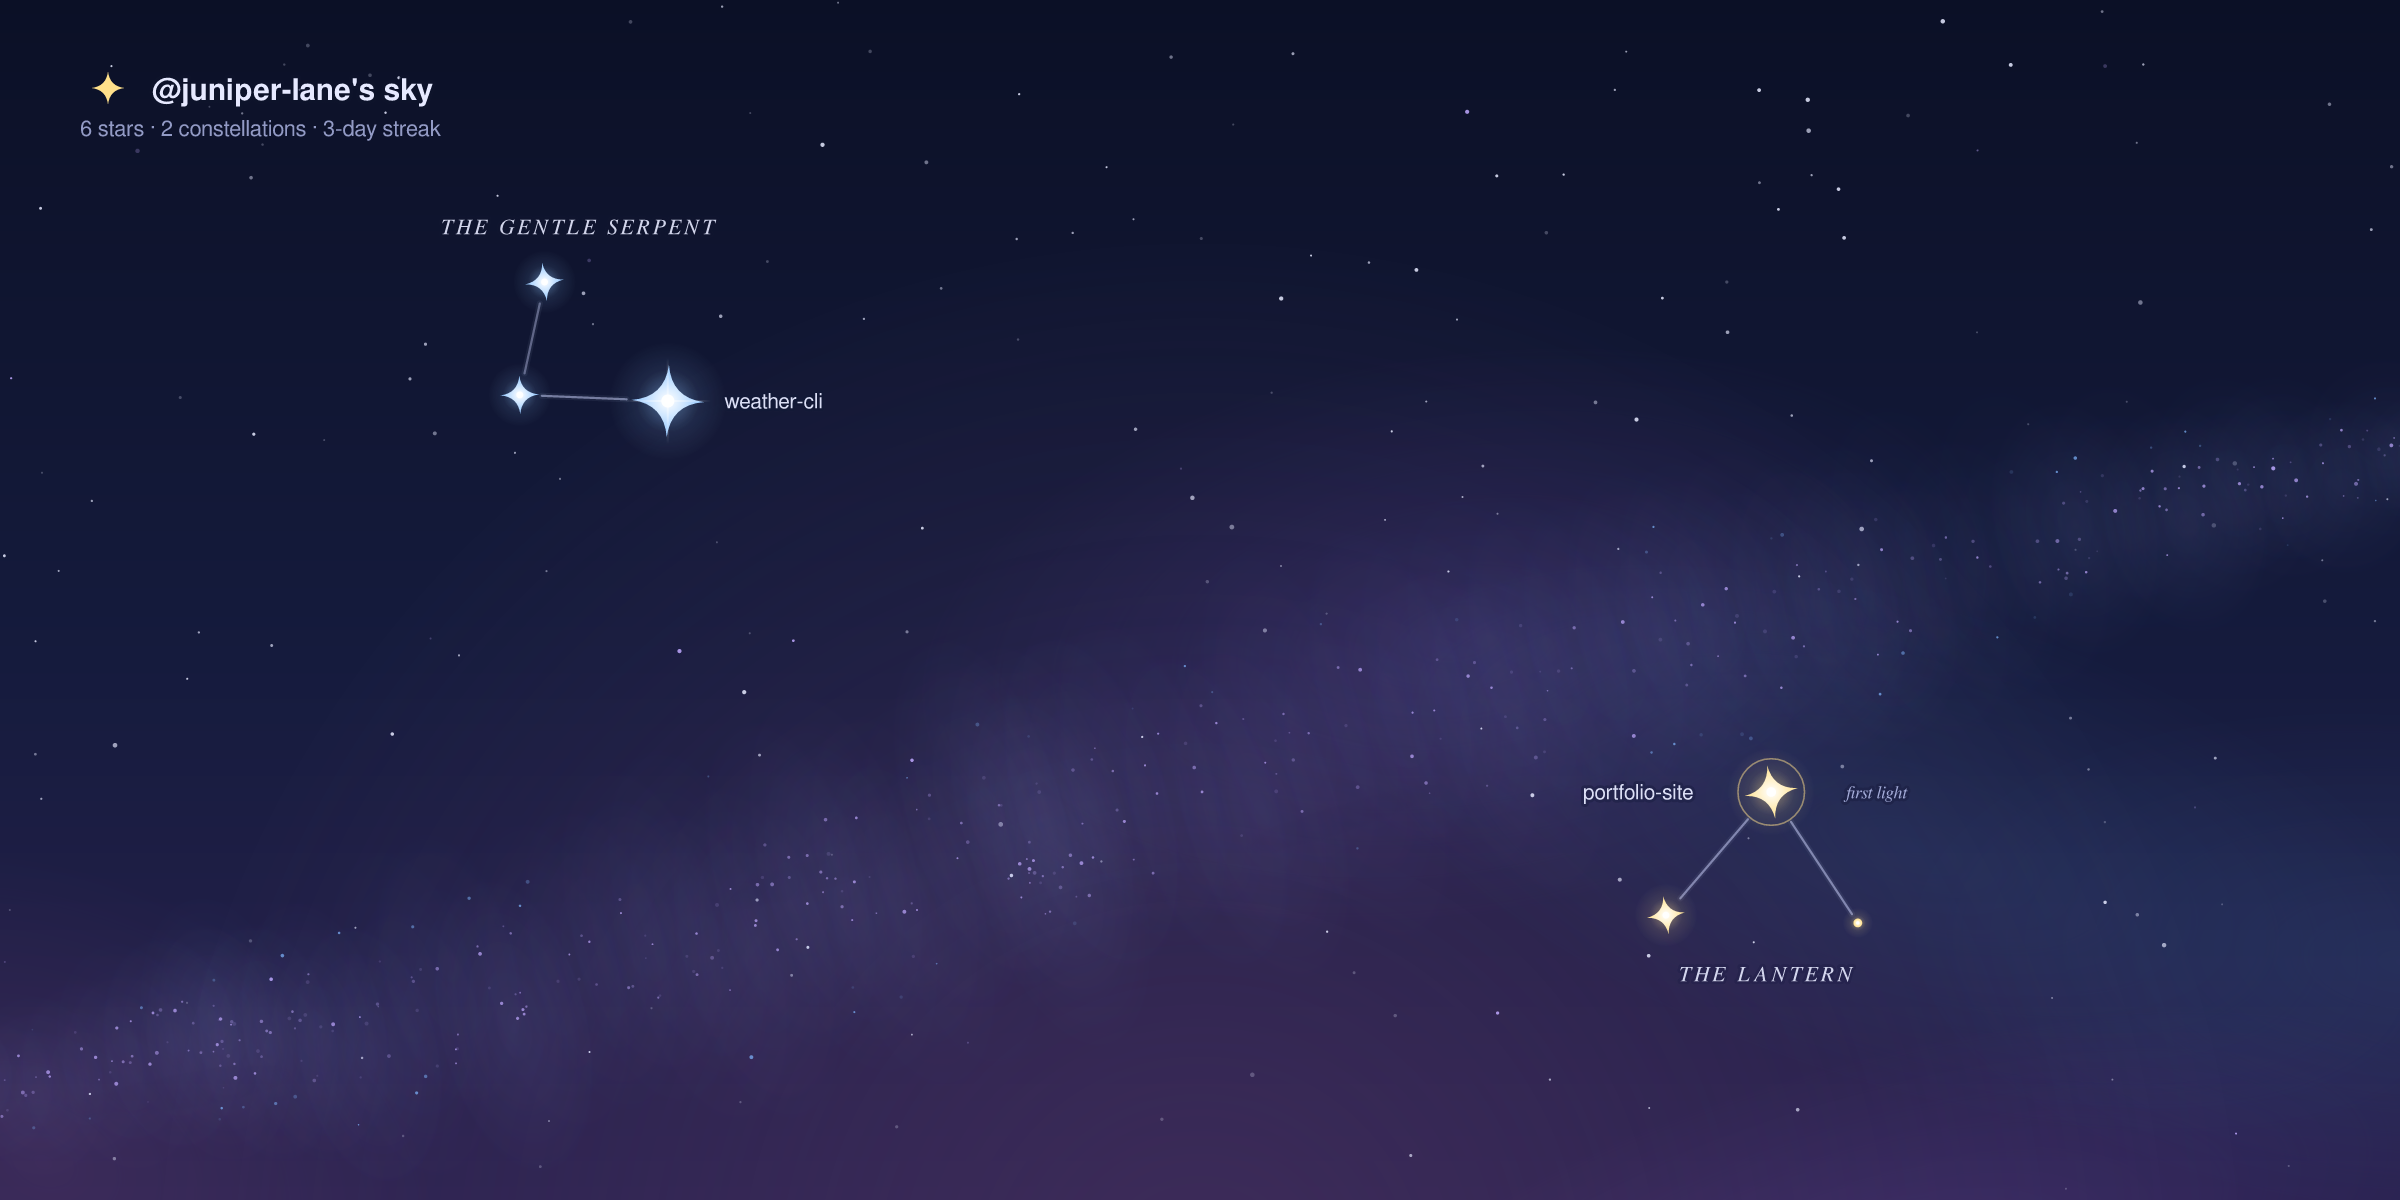 @juniper-lane's sky
6 stars · 2 constellations · 3-day streak
THE GENTLE SERPENT
weather-cli
portfolio-site
first light
THE LANTERN